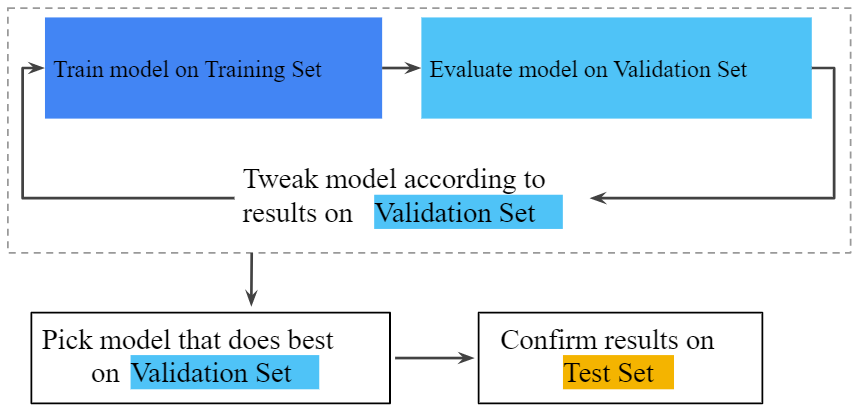 Train model on Training Set
Evaluate model on Validation Set
Tweak model according to
results on Validation Set
Pick model that does best
on Validation Set
Confirm results on
Test Set